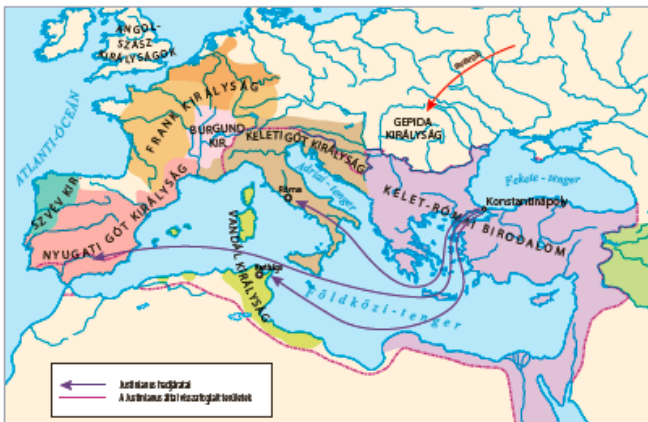 ANGOL-
SZÁSZ
KIRÁLYSÁGOK
ATLANTI-ÓCEÁN
FRANK KIRÁLYSÁG
BURGUND
KIR.
KELETI GÓT KIRÁLYSÁG
GEPIDA
KIRÁLYSÁG
Avarok
Adriai-tenger
Fekete-tenger
SZVÉV KIR.
NYUGATI GÓT KIRÁLYSÁG
Róma
VANDÁL KIRÁLYSÁG
Karthágó
KELET-RÓMAI BIRODALOM
Konstantinápoly
Földközi-tenger
Justinianus hadjáratai
A Justinianus által visszafoglalt területek